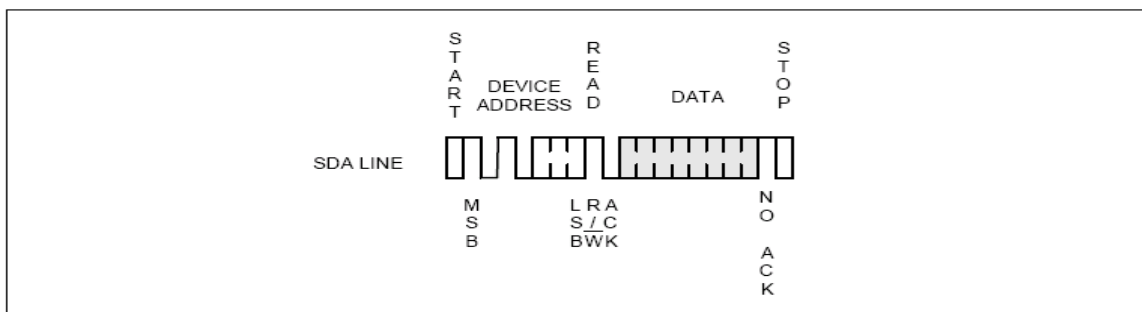 START
DEVICE
ADDRESS
READ
DATA
STOP
SDA LINE
MSB
LSB
R/W
ACK
NO ACK